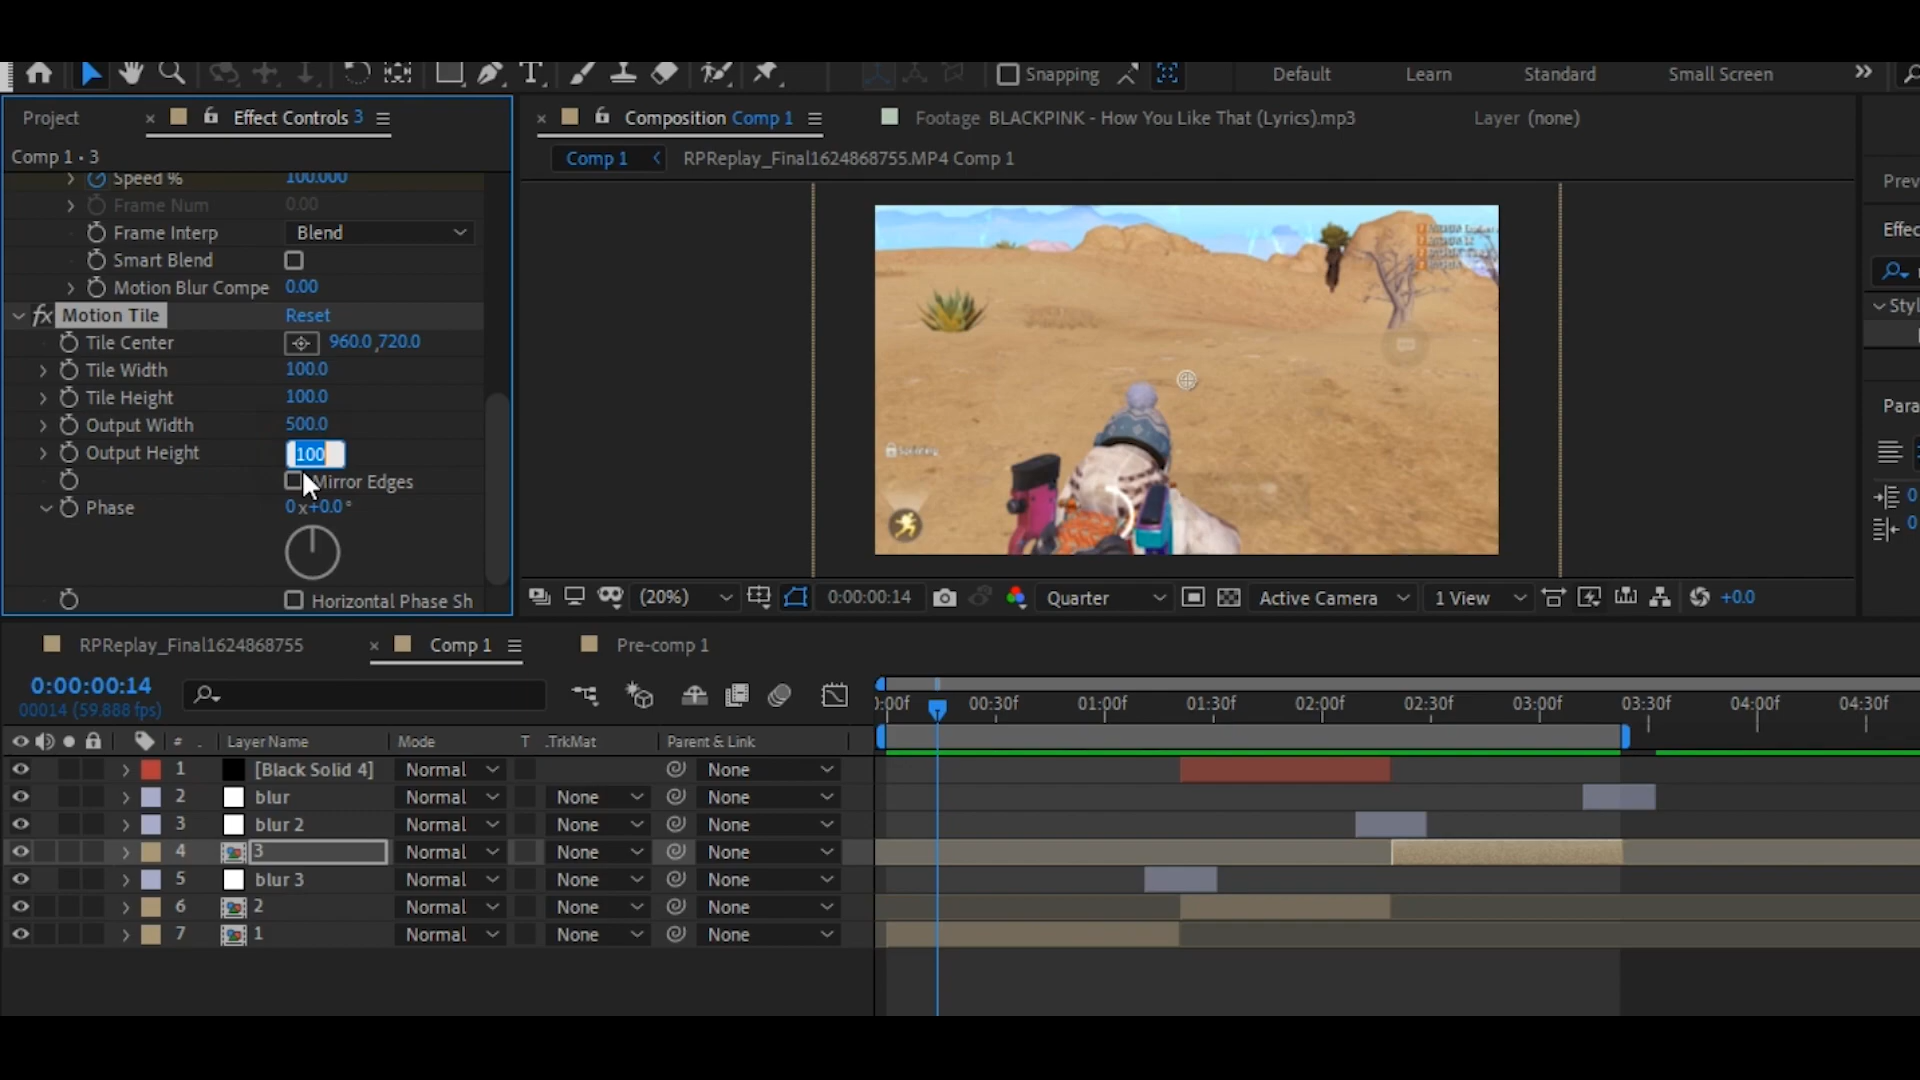 Snapping
Default
Learn
Standard
Small Screen
Project
Effect Controls 3
Composition Comp 1
Footage BLACKPINK - How You Like That (Lyrics).mp3
Layer (none)
Comp 1 • 3
Comp 1
RPReplay_Final1624868755.MP4 Comp 1
Speed % 100.000
Frame Num 0.00
Frame Interp Blend
Smart Blend
Motion Blur Compe 0.00
fx Motion Tile Reset
Tile Center 960.0,720.0
Tile Width 100.0
Tile Height 100.0
Output Width 500.0
Output Height 100
Mirror Edges
Phase 0x+0.0°
Horizontal Phase Sh
Prev
Effec
Styl
Para
0
0
(20%)
0:00:00:14
Quarter
Active Camera
1 View
+0.0
RPReplay_Final1624868755
Comp 1
Pre-comp 1
0:00:00:14
00014 (59.888 fps)
:00f 00:30f 01:00f 01:30f 02:00f 02:30f 03:00f 03:30f 04:00f 04:30f
# . Layer Name Mode T .TrkMat Parent & Link
1 [Black Solid 4] Normal None
2 blur Normal None None
3 blur 2 Normal None None
4 3 Normal None None
5 blur 3 Normal None None
6 2 Normal None None
7 1 Normal None None